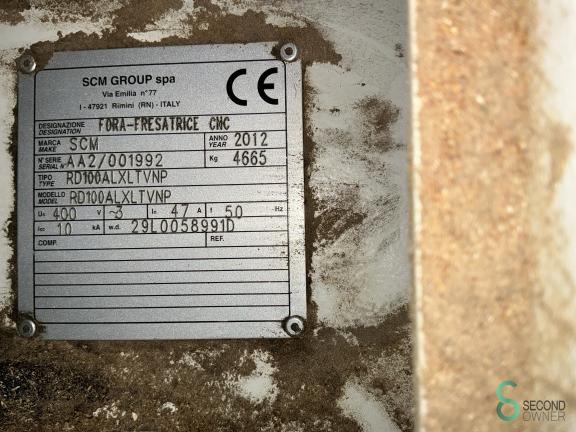 SCM GROUP spa
Via Emilia n°77
I - 47921 Rimini (RN) - ITALY
CE
DESIGNAZIONE DESIGNATION FORA-FRESATRICE CNC
MARCA MAKE SCM ANNO YEAR 2012
N°SERIE SERIAL N° AA2/001992 Kg 4665
TIPO TYPE RD100ALXLTVNP
MODELLO MODEL RD100ALXLTVNP
Un 400 V ~3 In 47 A f 50 Hz
Icc 10 kA w.d. 29L0058991D
COMP. REF.
SECOND
OWNER